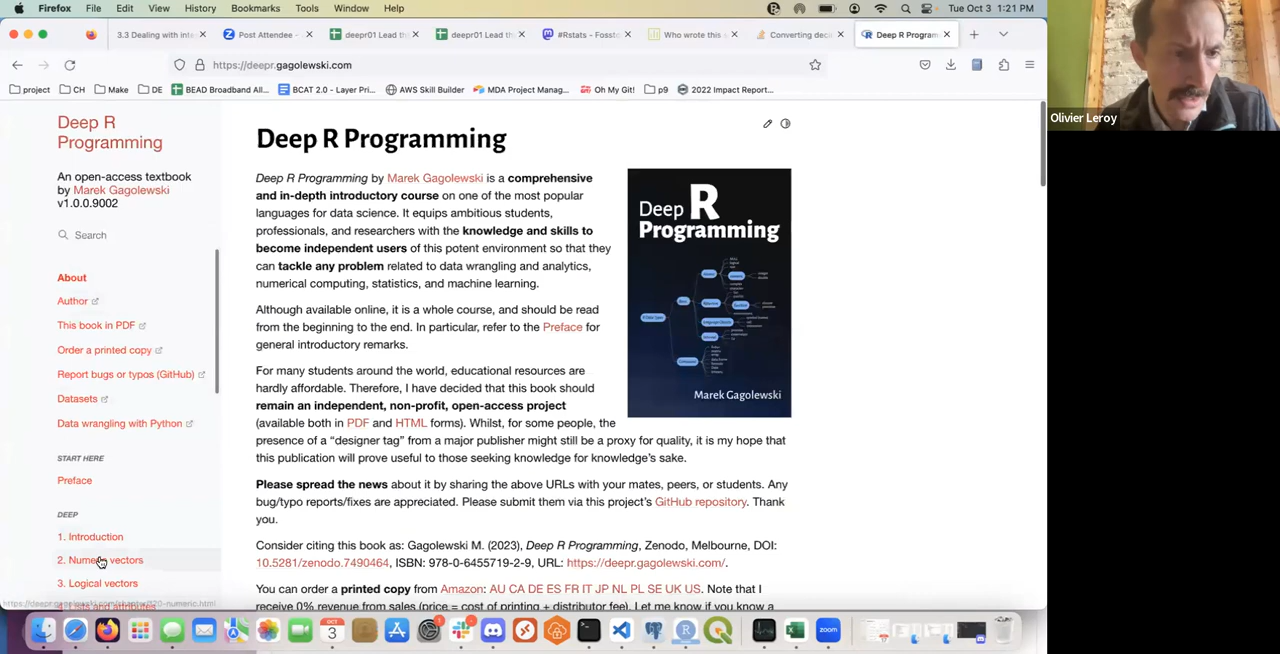 Firefox File Edit View History Bookmarks Tools Window Help Tue Oct 3 1:21 PM
3.3 Dealing with inte Post Attendee - deepr01 Lead th deepr01 Lead th #Rstats - Fosst Who wrote this s Converting deci Deep R Program
https://deepr.gagolewski.com
project CH Make DE BEAD Broadband All... BCAT 2.0 - Layer Pri... AWS Skill Builder MDA Project Manag... Oh My Git! p9 2022 Impact Report...
Olivier Leroy
Deep R
Programming
An open-access textbook
by Marek Gagolewski
v1.0.0.9002
Search
About
Author
This book in PDF
Order a printed copy
Report bugs or typos (GitHub)
Datasets
Data wrangling with Python
START HERE
Preface
DEEP
1. Introduction
2. Numeric vectors
3. Logical vectors
4. Lists and attributes
https://deepr.gagolewski.com/chapter/120-numeric.html
Deep R Programming
Deep R Programming by Marek Gagolewski is a comprehensive
and in-depth introductory course on one of the most popular
languages for data science. It equips ambitious students,
professionals, and researchers with the knowledge and skills to
become independent users of this potent environment so that they
can tackle any problem related to data wrangling and analytics,
numerical computing, statistics, and machine learning.
Although available online, it is a whole course, and should be read
from the beginning to the end. In particular, refer to the Preface for
general introductory remarks.
For many students around the world, educational resources are
hardly affordable. Therefore, I have decided that this book should
remain an independent, non-profit, open-access project
(available both in PDF and HTML forms). Whilst, for some people, the
presence of a “designer tag” from a major publisher might still be a proxy for quality, it is my hope that
this publication will prove useful to those seeking knowledge for knowledge's sake.
Please spread the news about it by sharing the above URLs with your mates, peers, or students. Any
bug/typo reports/fixes are appreciated. Please submit them via this project's GitHub repository. Thank
you.
Consider citing this book as: Gagolewski M. (2023), Deep R Programming, Zenodo, Melbourne, DOI:
10.5281/zenodo.7490464, ISBN: 978-0-6455719-2-9, URL: https://deepr.gagolewski.com/.
You can order a printed copy from Amazon: AU CA DE ES FR IT JP NL PL SE UK US. Note that I
receive 0% revenue from sales (price = cost of printing + distributor fee). Let me know if you know a
Deep R
Programming
Marek Gagolewski
OCT
3
zoom